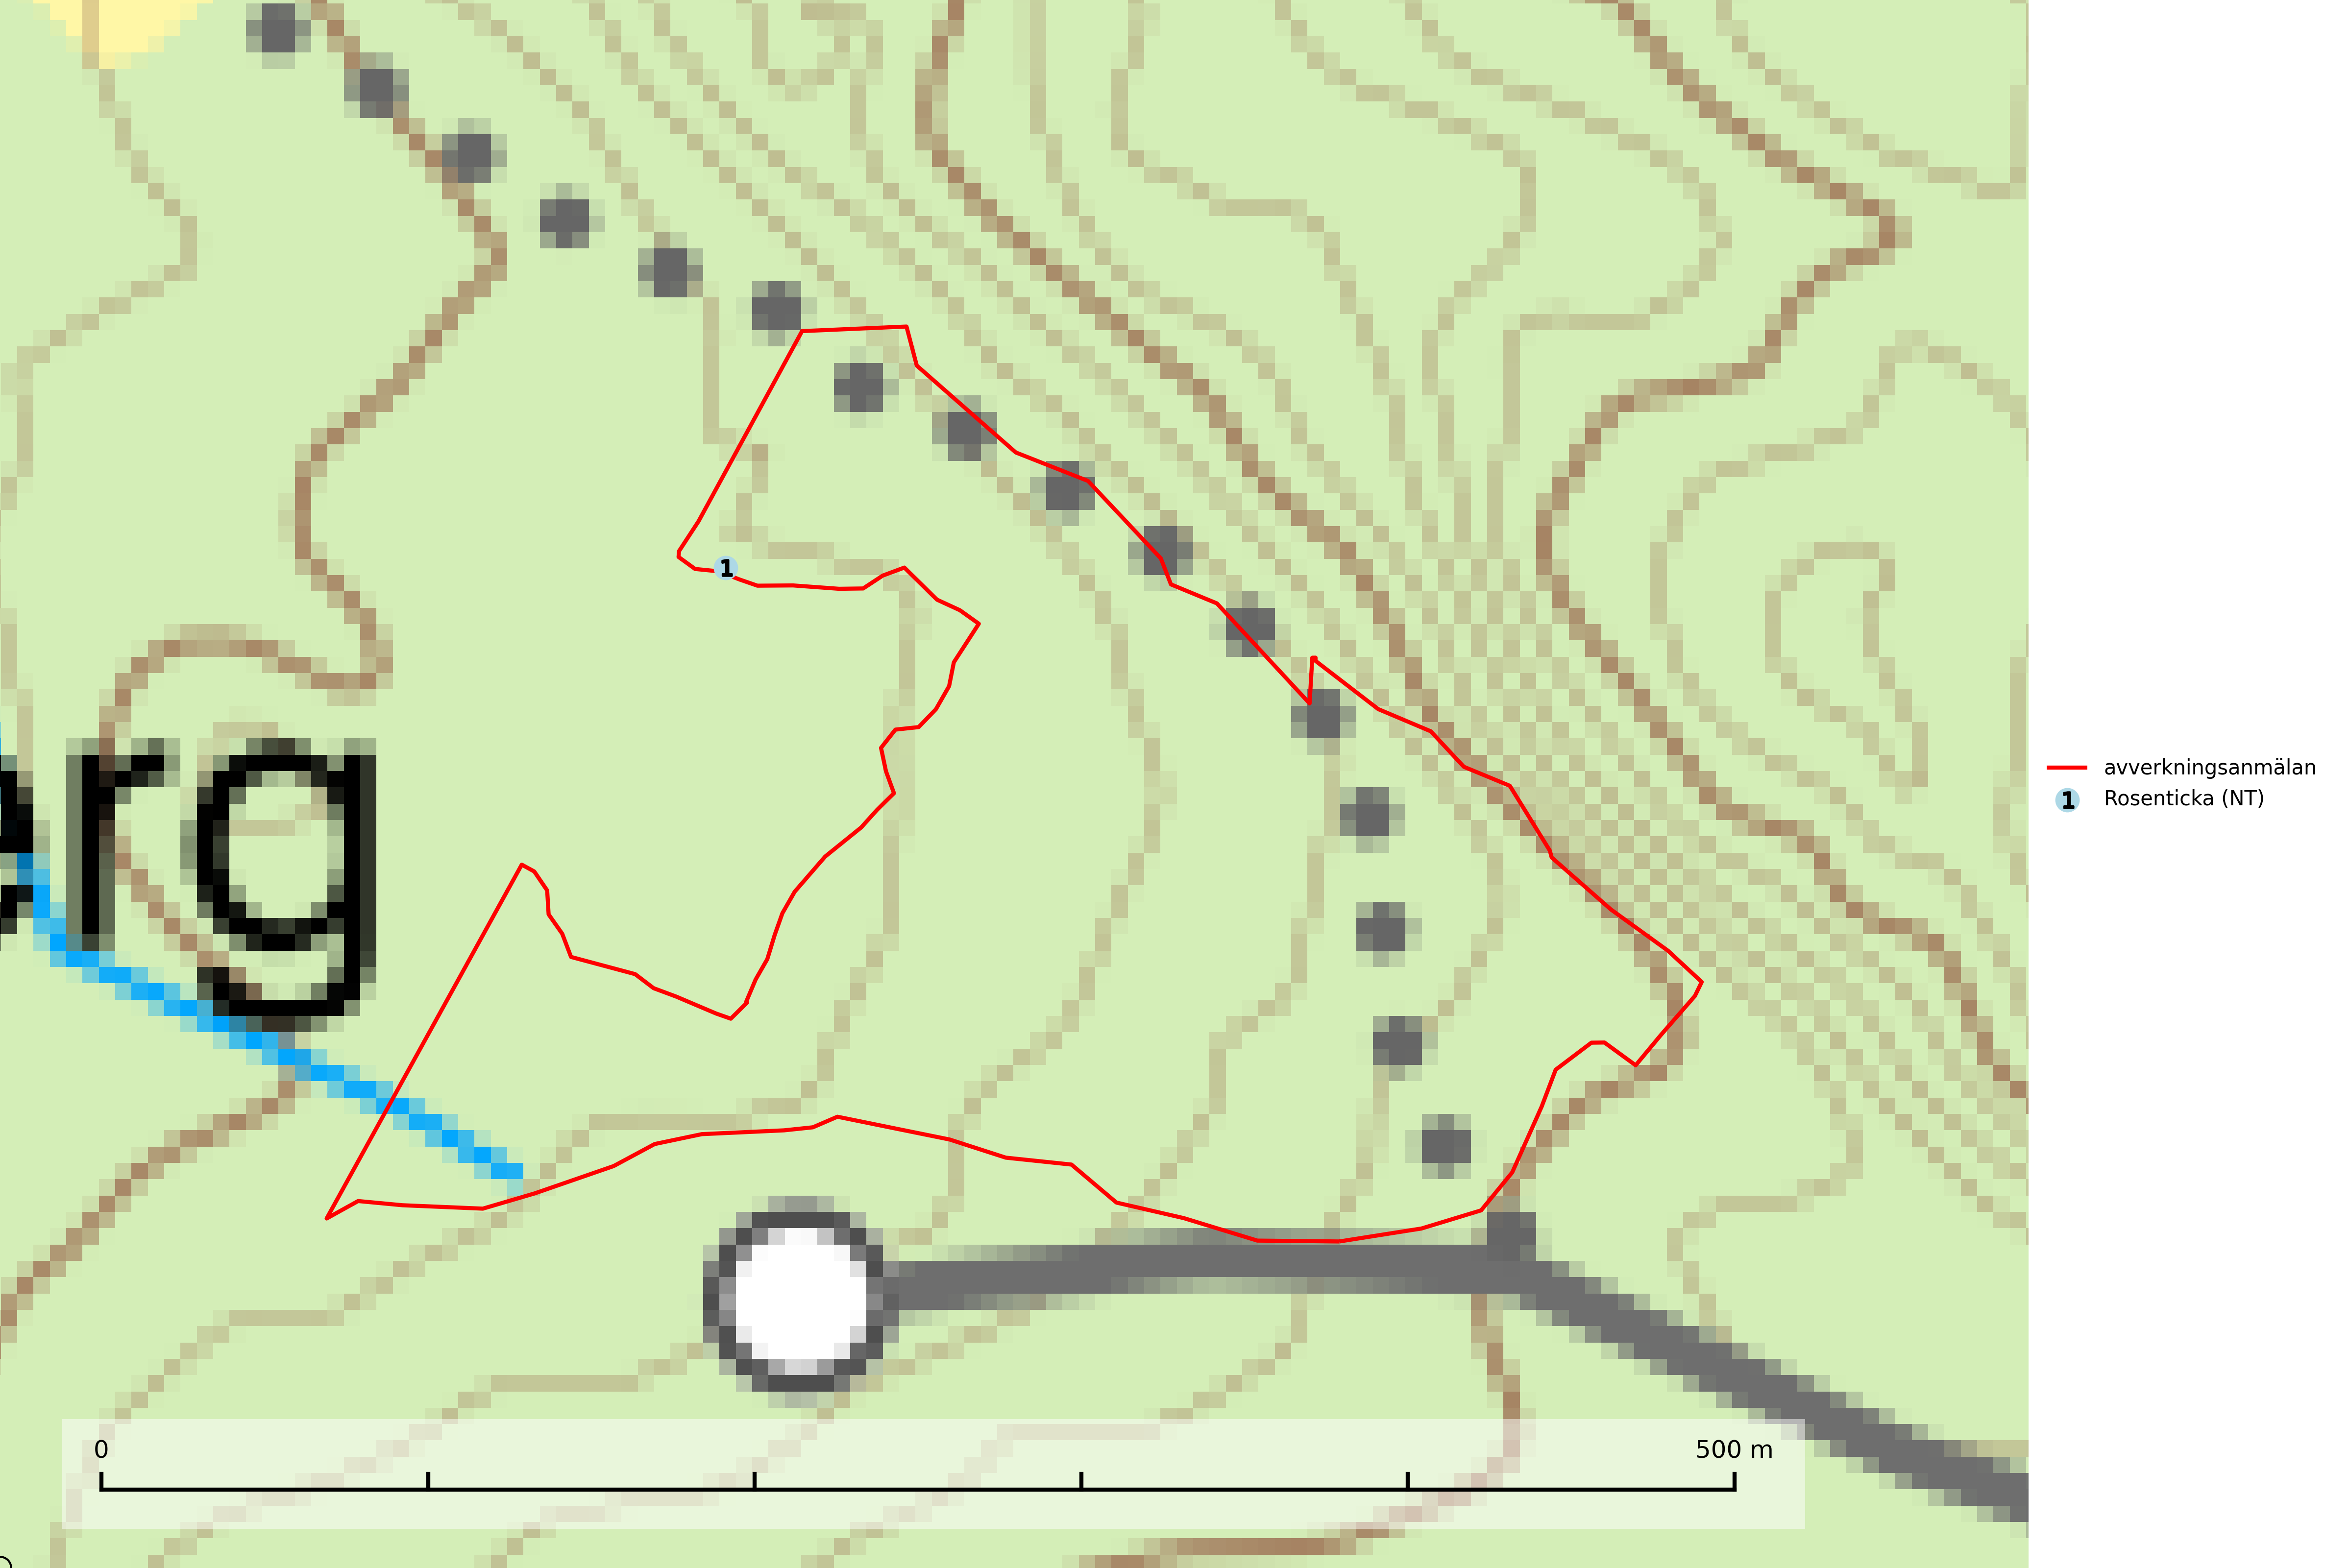 rg
1
avverkningsanmälan
1 Rosenticka (NT)
0 500 m